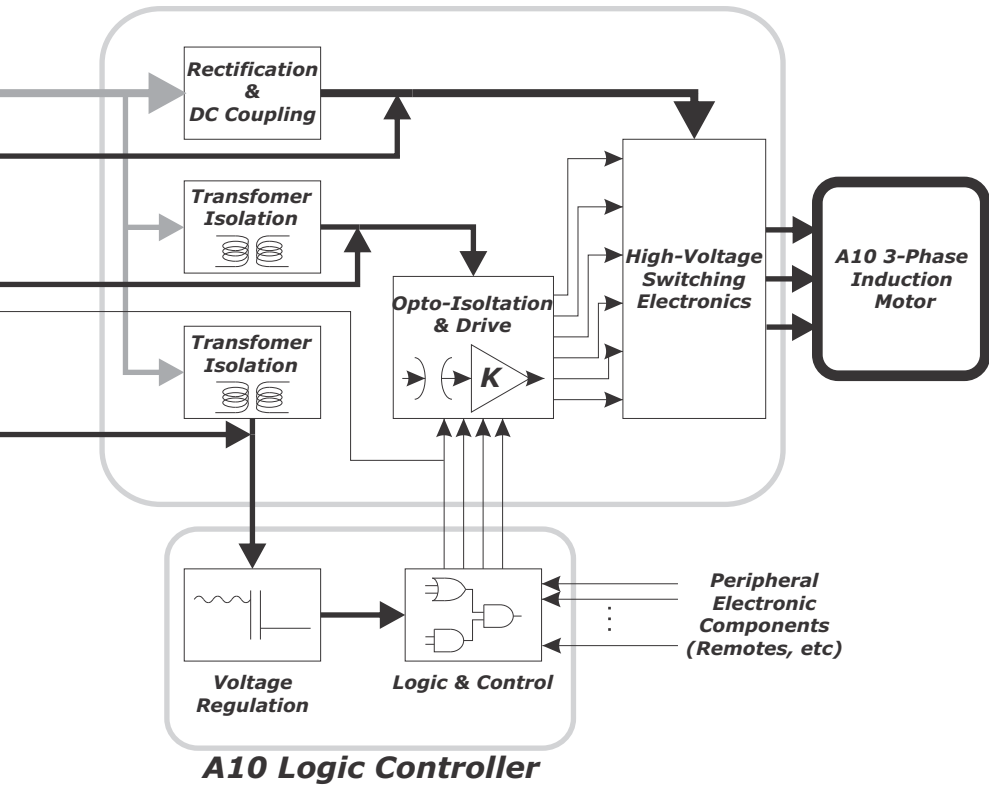 Rectification
&
DC Coupling
Transfomer
Isolation
Opto-Isoltation
& Drive
K
High-Voltage
Switching
Electronics
A10 3-Phase
Induction
Motor
Transfomer
Isolation
Voltage
Regulation
Logic & Control
Peripheral
Electronic
Components
(Remotes, etc)
A10 Logic Controller